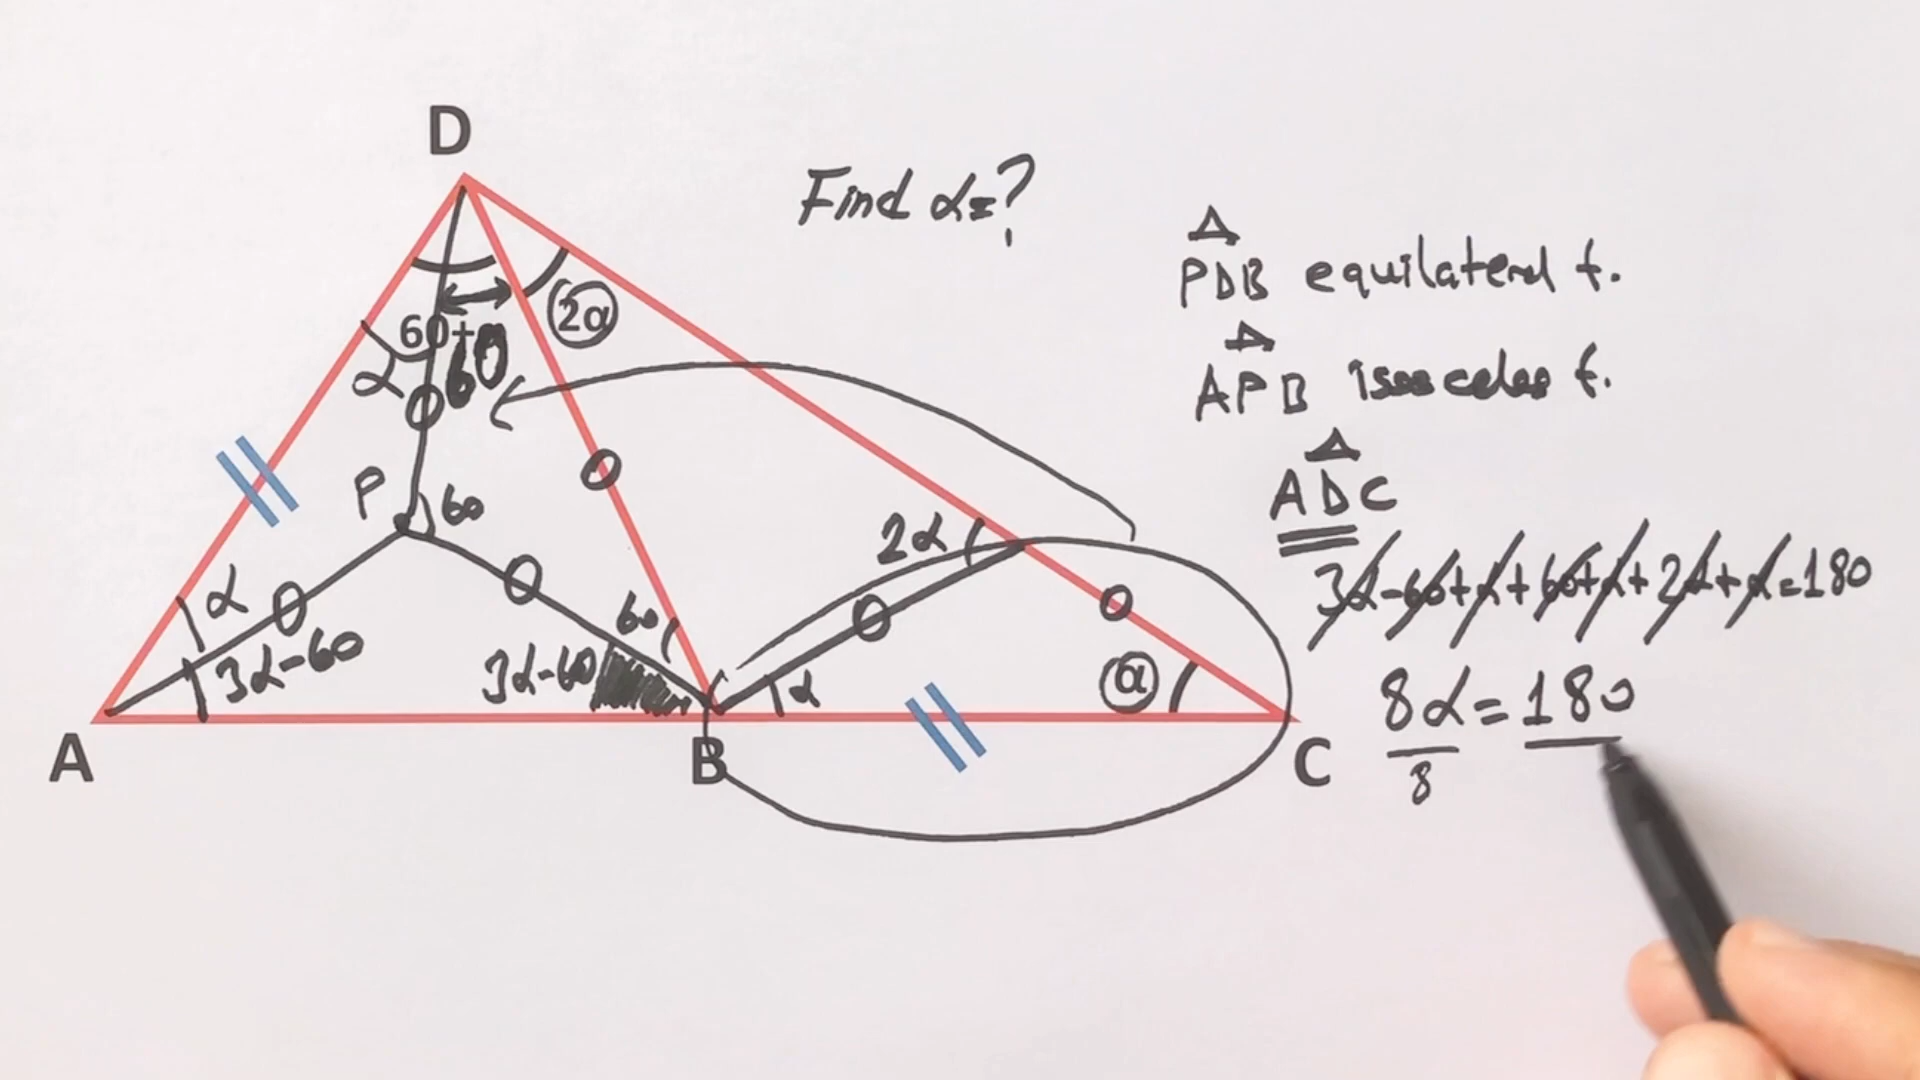 D
Find α=?
2α
60+
60
α
P
60
α
3α-60
3α-60
60
2α
α
α
A
B
C
PDB equilateral t.
APB isosceles t.
ADC
3α-60+α+60+α+2α+α=180
8α=180
8